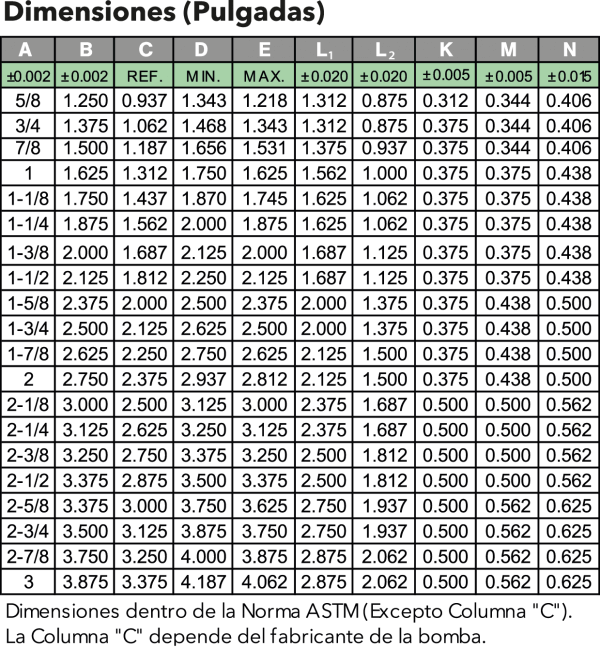 Dimensiones (Pulgadas)
A B C D E L1 L2 K M N
±0.002 ±0.002 REF. MIN. MAX. ±0.020 ±0.020 ±0.005 ±0.005 ±0.015
5/8 1.250 0.937 1.343 1.218 1.312 0.875 0.312 0.344 0.406
3/4 1.375 1.062 1.468 1.343 1.312 0.875 0.375 0.344 0.406
7/8 1.500 1.187 1.656 1.531 1.375 0.937 0.375 0.344 0.406
1 1.625 1.312 1.750 1.625 1.562 1.000 0.375 0.375 0.438
1-1/8 1.750 1.437 1.870 1.745 1.625 1.062 0.375 0.375 0.438
1-1/4 1.875 1.562 2.000 1.875 1.625 1.062 0.375 0.375 0.438
1-3/8 2.000 1.687 2.125 2.000 1.687 1.125 0.375 0.375 0.438
1-1/2 2.125 1.812 2.250 2.125 1.687 1.125 0.375 0.375 0.438
1-5/8 2.375 2.000 2.500 2.375 2.000 1.375 0.375 0.438 0.500
1-3/4 2.500 2.125 2.625 2.500 2.000 1.375 0.375 0.438 0.500
1-7/8 2.625 2.250 2.750 2.625 2.125 1.500 0.375 0.438 0.500
2 2.750 2.375 2.937 2.812 2.125 1.500 0.375 0.438 0.500
2-1/8 3.000 2.500 3.125 3.000 2.375 1.687 0.500 0.500 0.562
2-1/4 3.125 2.625 3.250 3.125 2.375 1.687 0.500 0.500 0.562
2-3/8 3.250 2.750 3.375 3.250 2.500 1.812 0.500 0.500 0.562
2-1/2 3.375 2.875 3.500 3.375 2.500 1.812 0.500 0.500 0.562
2-5/8 3.375 3.000 3.750 3.625 2.750 1.937 0.500 0.562 0.625
2-3/4 3.500 3.125 3.875 3.750 2.750 1.937 0.500 0.562 0.625
2-7/8 3.750 3.250 4.000 3.875 2.875 2.062 0.500 0.562 0.625
3 3.875 3.375 4.187 4.062 2.875 2.062 0.500 0.562 0.625
Dimensiones dentro de la Norma ASTM (Excepto Columna "C").
La Columna "C" depende del fabricante de la bomba.